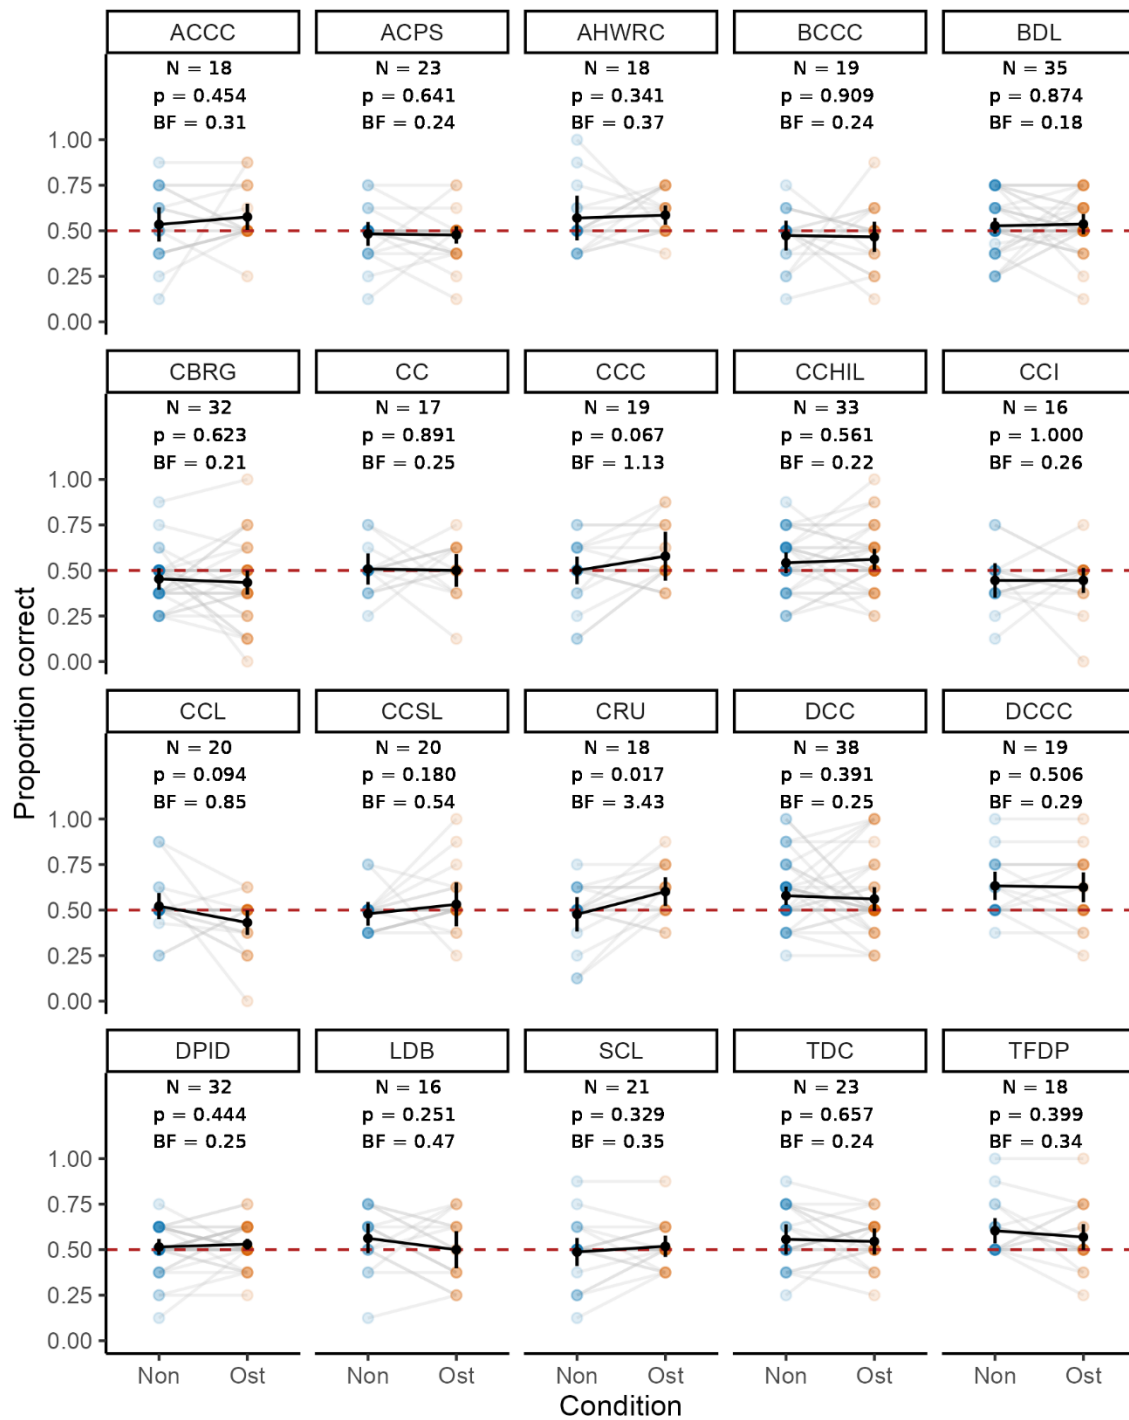 ACCC ACPS AHWRC BCCC BDL
N = 18 N = 23 N = 18 N = 19 N = 35
p = 0.454 p = 0.641 p = 0.341 p = 0.909 p = 0.874
BF = 0.31 BF = 0.24 BF = 0.37 BF = 0.24 BF = 0.18
1.00
0.75
0.50
0.25
0.00
CBRG CC CCC CCHIL CCI
N = 32 N = 17 N = 19 N = 33 N = 16
p = 0.623 p = 0.891 p = 0.067 p = 0.561 p = 1.000
BF = 0.21 BF = 0.25 BF = 1.13 BF = 0.22 BF = 0.26
1.00
0.75
0.50
0.25
0.00
Proportion correct
CCL CCSL CRU DCC DCCC
N = 20 N = 20 N = 18 N = 38 N = 19
p = 0.094 p = 0.180 p = 0.017 p = 0.391 p = 0.506
BF = 0.85 BF = 0.54 BF = 3.43 BF = 0.25 BF = 0.29
1.00
0.75
0.50
0.25
0.00
DPID LDB SCL TDC TFDP
N = 32 N = 16 N = 21 N = 23 N = 18
p = 0.444 p = 0.251 p = 0.329 p = 0.657 p = 0.399
BF = 0.25 BF = 0.47 BF = 0.35 BF = 0.24 BF = 0.34
1.00
0.75
0.50
0.25
0.00
Non Ost Non Ost Non Ost Non Ost Non Ost
Condition